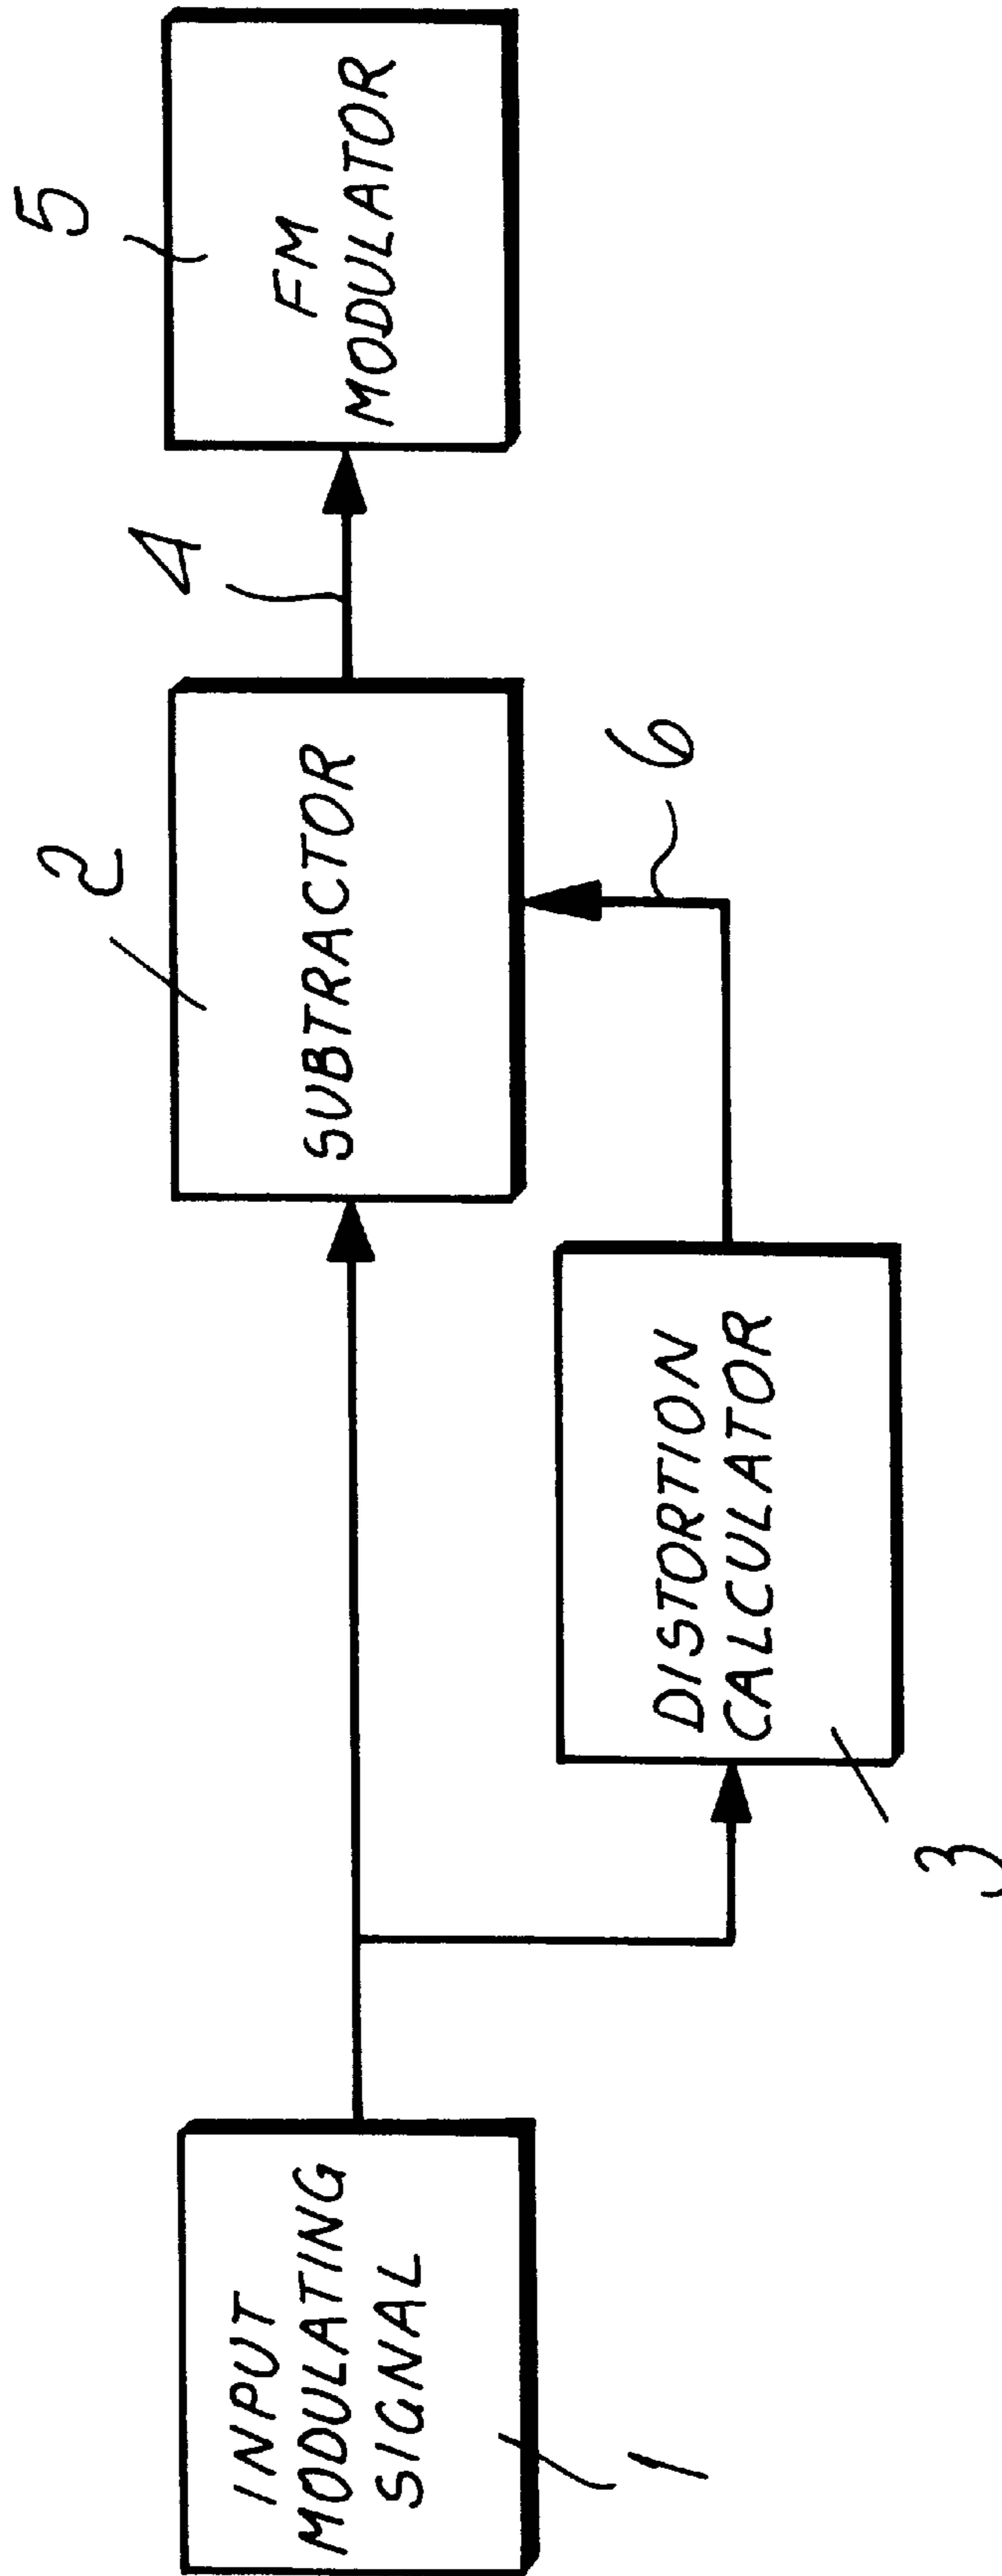 1
INPUT
MODULATING
SIGNAL
2
SUBTRACTOR
3
DISTORTION
CALCULATOR
4
5
FM
MODULATOR
6